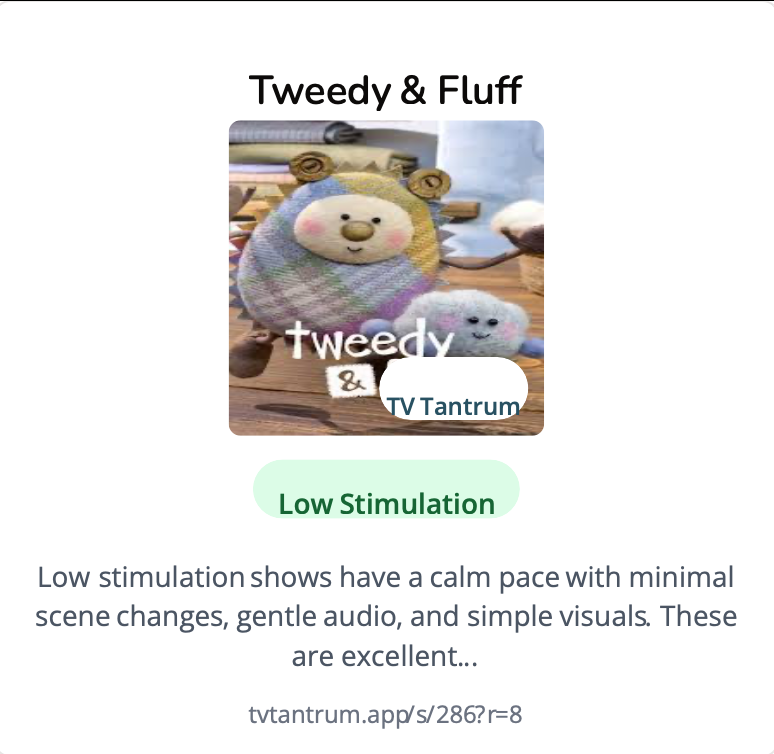 Tweedy & Fluff
tweedy
&
TV Tantrum
Low Stimulation
Low stimulation shows have a calm pace with minimal
scene changes, gentle audio, and simple visuals. These
are excellent...
tvtantrum.app/s/286?r=8